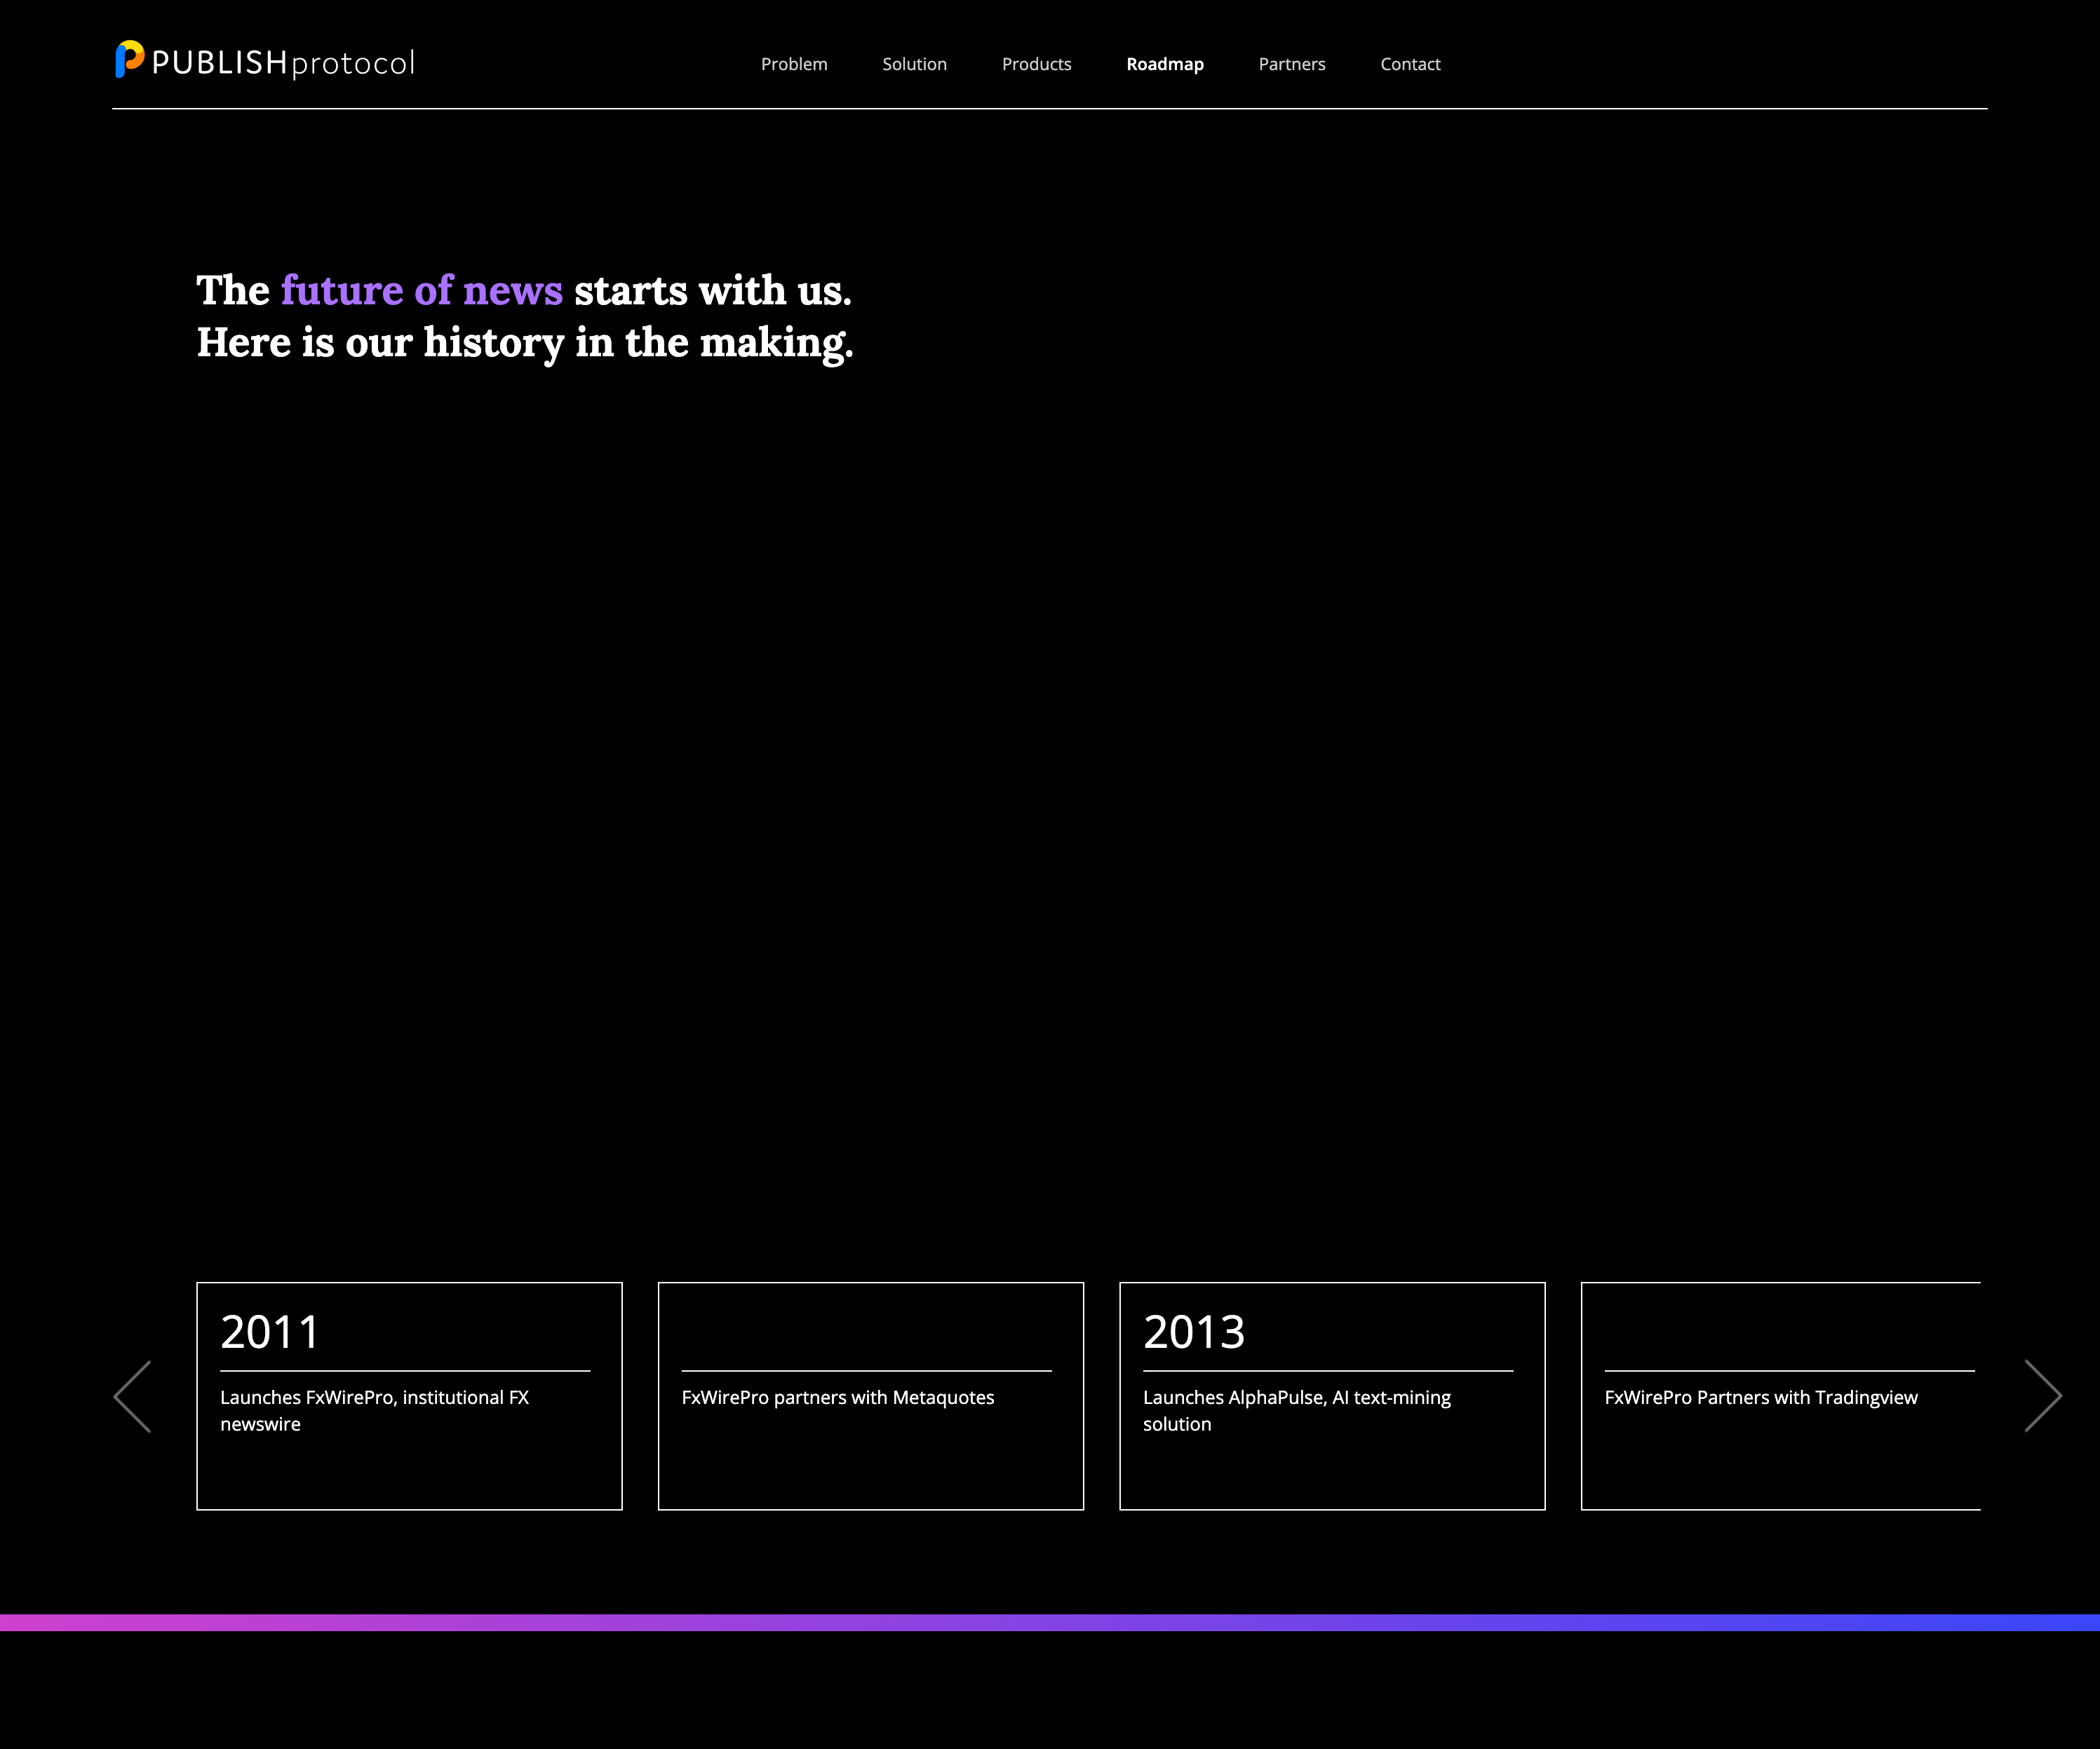 PUBLISHprotocol
Problem
Solution
Products
Roadmap
Partners
Contact
The future of news starts with us.
Here is our history in the making.
2011
Launches FxWirePro, institutional FX
newswire
FxWirePro partners with Metaquotes
2013
Launches AlphaPulse, AI text-mining
solution
FxWirePro Partners with Tradingview